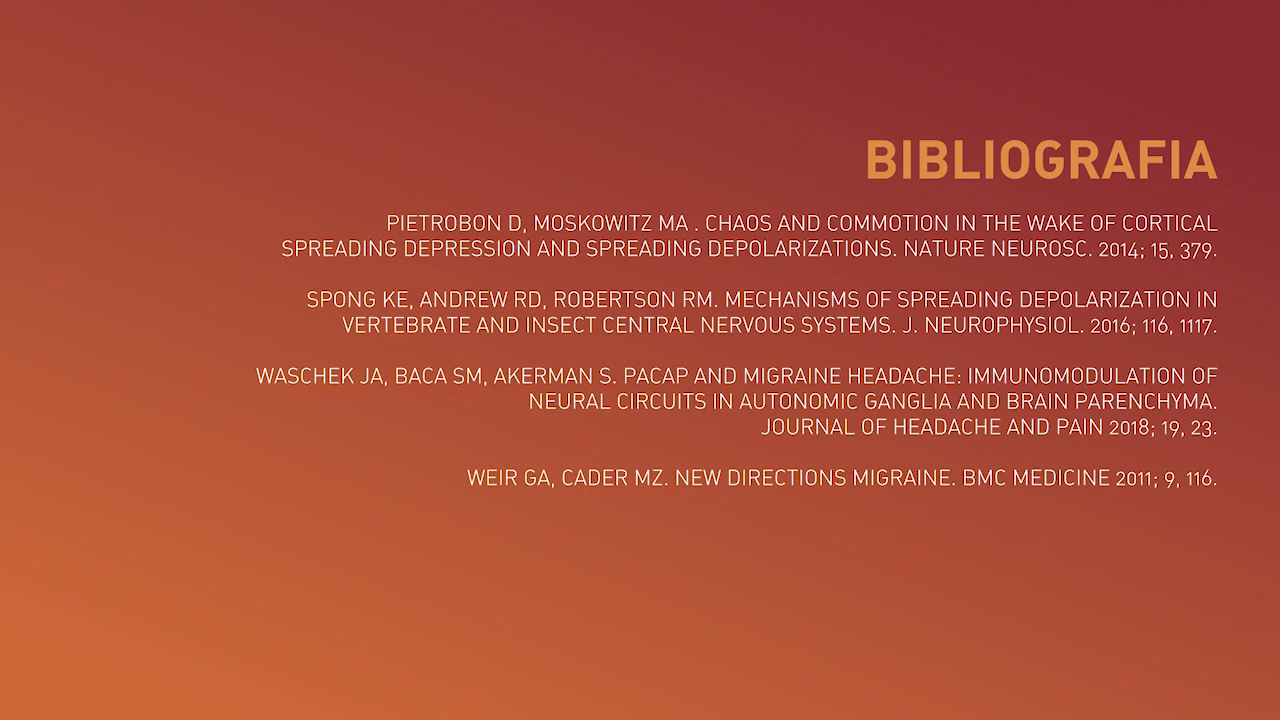 BIBLIOGRAFIA
PIETROBON D, MOSKOWITZ MA . CHAOS AND COMMOTION IN THE WAKE OF CORTICAL
SPREADING DEPRESSION AND SPREADING DEPOLARIZATIONS. NATURE NEUROSC. 2014; 15, 379.
SPONG KE, ANDREW RD, ROBERTSON RM. MECHANISMS OF SPREADING DEPOLARIZATION IN
VERTEBRATE AND INSECT CENTRAL NERVOUS SYSTEMS. J. NEUROPHYSIOL. 2016; 116, 1117.
WASCHEK JA, BACA SM, AKERMAN S. PACAP AND MIGRAINE HEADACHE: IMMUNOMODULATION OF
NEURAL CIRCUITS IN AUTONOMIC GANGLIA AND BRAIN PARENCHYMA.
JOURNAL OF HEADACHE AND PAIN 2018; 19, 23.
WEIR GA, CADER MZ. NEW DIRECTIONS MIGRAINE. BMC MEDICINE 2011; 9, 116.